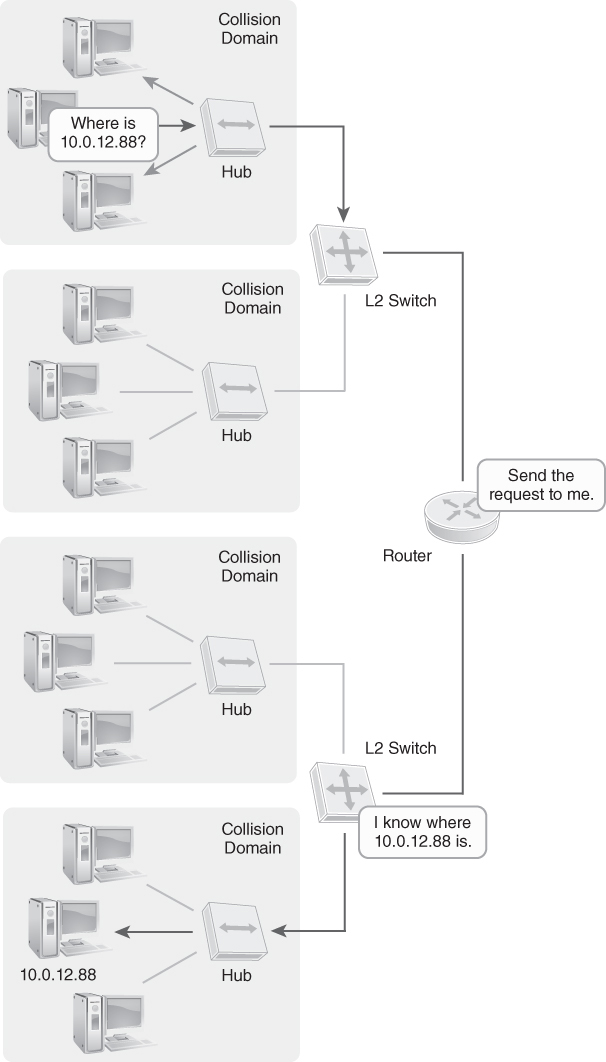 Collision
Domain
Where is
10.0.12.88?
Hub
L2 Switch
Collision
Domain
Hub
Send the
request to me.
Router
Collision
Domain
Hub
L2 Switch
I know where
10.0.12.88 is.
Collision
Domain
10.0.12.88
Hub